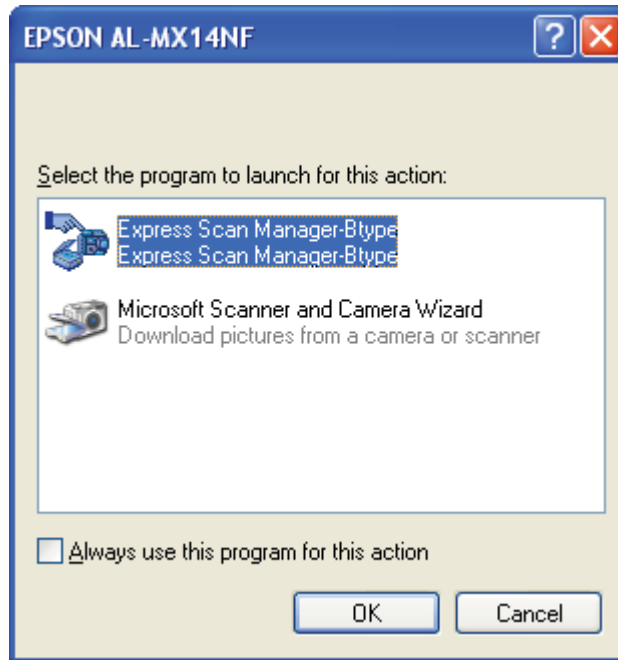 EPSON AL-MX14NF
Select the program to launch for this action:
Express Scan Manager-Btype
Express Scan Manager-Btype
Microsoft Scanner and Camera Wizard
Download pictures from a camera or scanner
Always use this program for this action
OK Cancel